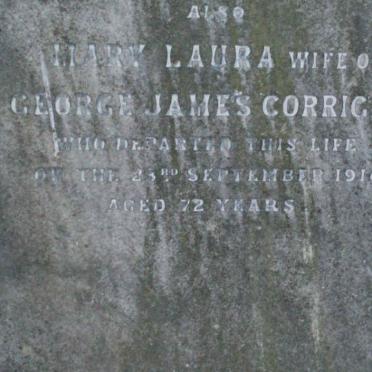 ALSO
MARY LAURA WIFE O
GEORGE JAMES CORRIG
WHO DEPARTED THIS LIFE
ON THE 23RD SEPTEMBER 191
AGED 72 YEARS